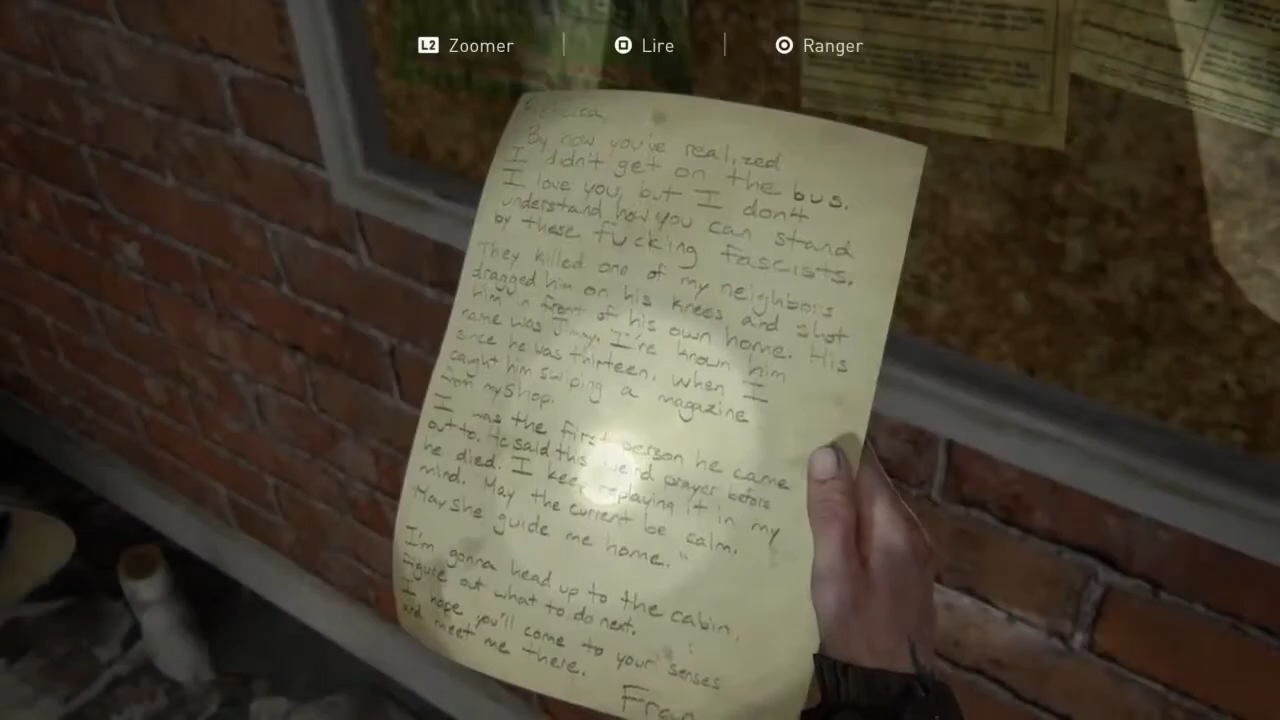 L2 Zoomer Lire Ranger
By now you've realized
I didn't get on the bus.
I love you, but I don't
understand how you can stand
by these fucking fascists.
They killed one of my neighbors
dragged him on his knees and shot
him in front of his own home. His
name was Jimmy. I've known him
since he was thirteen. When I
caught him swiping a magazine
from my shop.
I was the first person he came
out to. He said this weird prayer before
he died. I keep replaying it in my
mind. May the current be calm.
May she guide me home."
I'm gonna head up to the cabin,
figure out what to do next.
I hope you'll come to your senses
and meet me there.
Fran